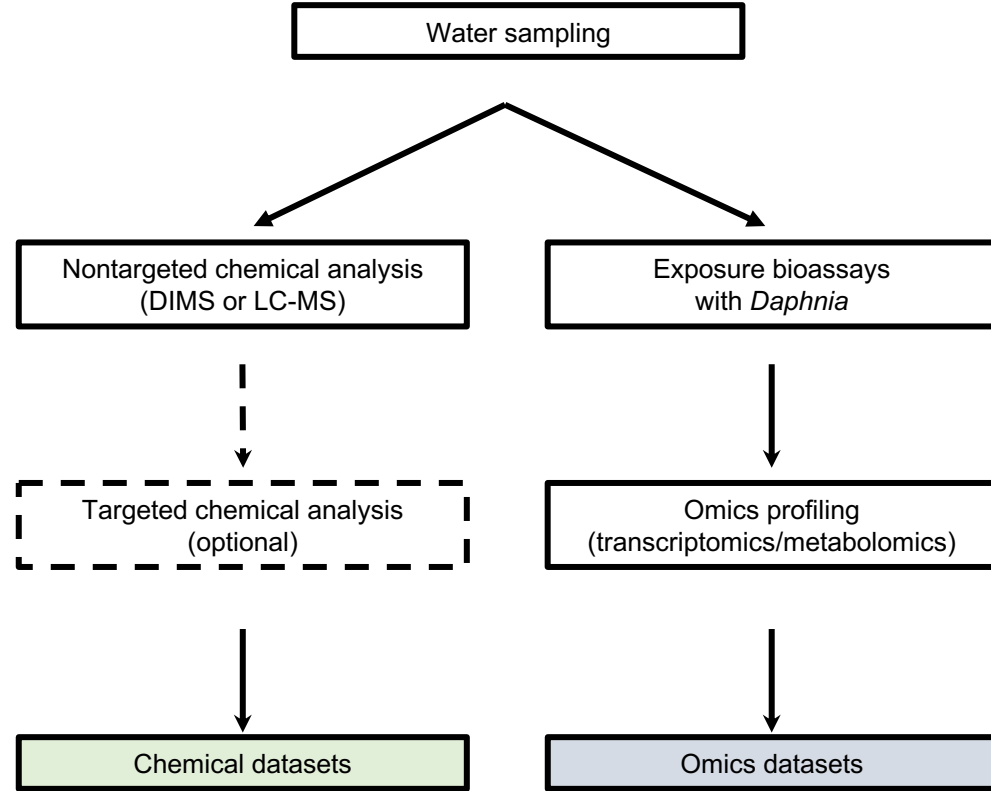 Water sampling
Nontargeted chemical analysis
(DIMS or LC-MS)
Exposure bioassays
with Daphnia
Targeted chemical analysis
(optional)
Omics profiling
(transcriptomics/metabolomics)
Chemical datasets
Omics datasets